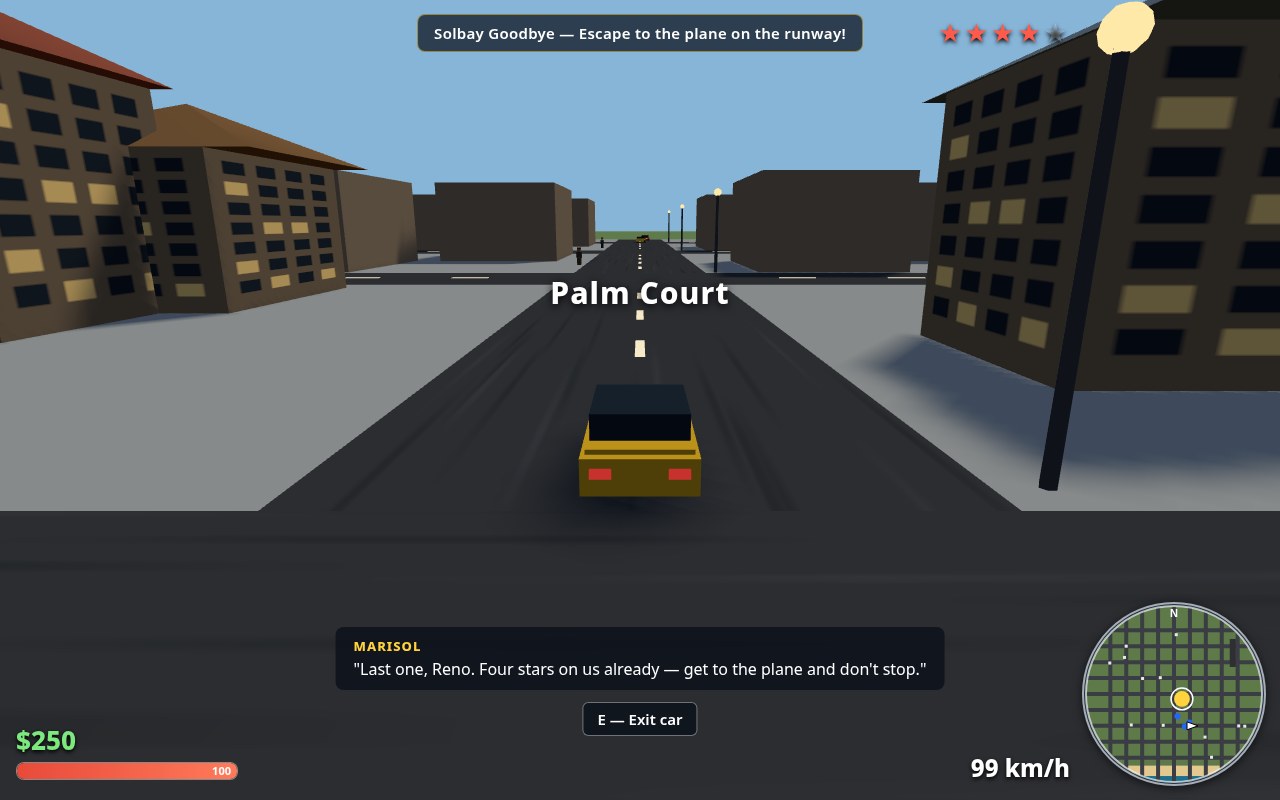 Solbay Goodbye — Escape to the plane on the runway!
Palm Court
MARISOL
"Last one, Reno. Four stars on us already — get to the plane and don't stop."
E — Exit car
$250
100
99 km/h
N